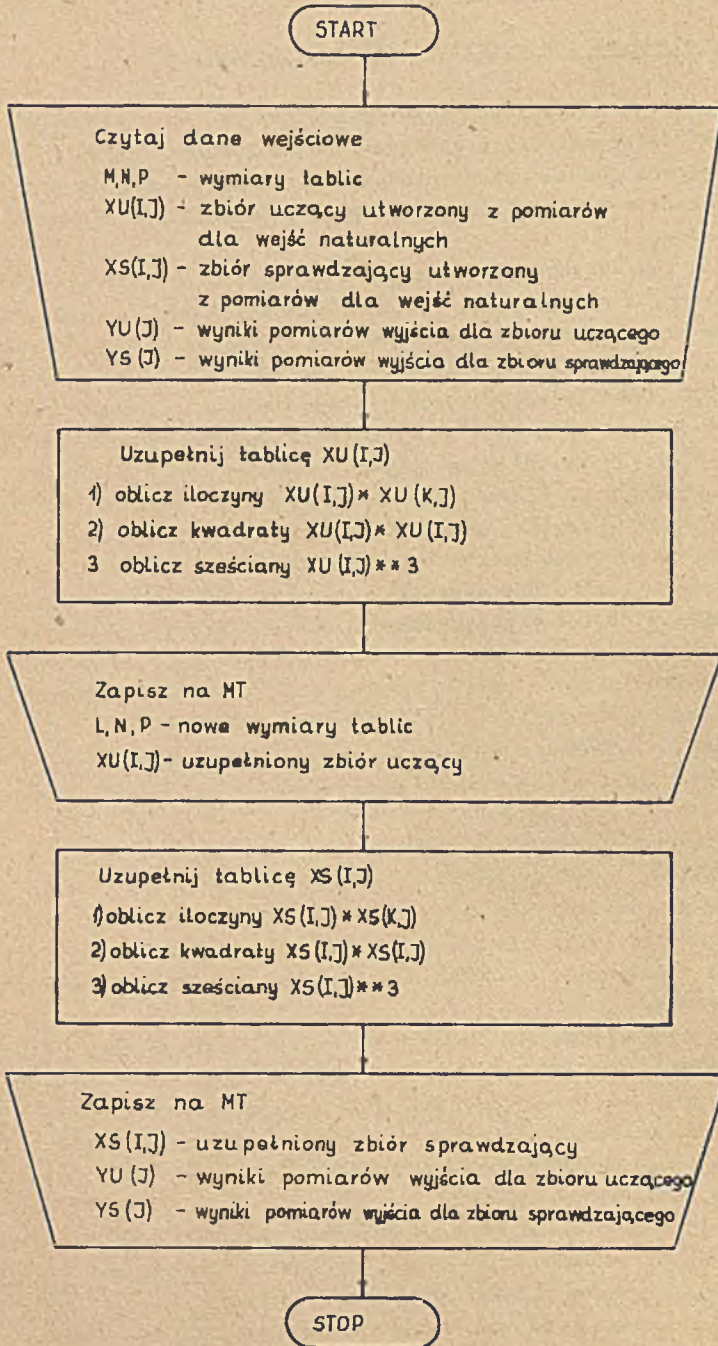 START
Czytaj dane wejściowe
M,N,P - wymiary tablic
XU(I,J) - zbiór uczący utworzony z pomiarów
dla wejść naturalnych
XS(I,J) - zbiór sprawdzający utworzony
z pomiarów dla wejść naturalnych
YU(J) - wyniki pomiarów wyjścia dla zbioru uczącego
YS(J) - wyniki pomiarów wyjścia dla zbioru sprawdzającego
Uzupełnij tablicę XU(I,J)
1) oblicz iloczyny XU(I,J)* XU(K,J)
2) oblicz kwadraty XU(I,J)* XU(I,J)
3 oblicz sześciany XU(I,J)**3
Zapisz na MT
L,N,P - nowe wymiary tablic
XU(I,J) - uzupełniony zbiór uczący
Uzupełnij tablicę XS(I,J)
1) oblicz iloczyny XS(I,J)*XS(K,J)
2) oblicz kwadraty XS(I,J)*XS(I,J)
3) oblicz sześciany XS(I,J)**3
Zapisz na MT
XS(I,J) - uzupełniony zbiór sprawdzający
YU(J) - wyniki pomiarów wyjścia dla zbioru uczącego
YS(J) - wyniki pomiarów wyjścia dla zbioru sprawdzającego
STOP